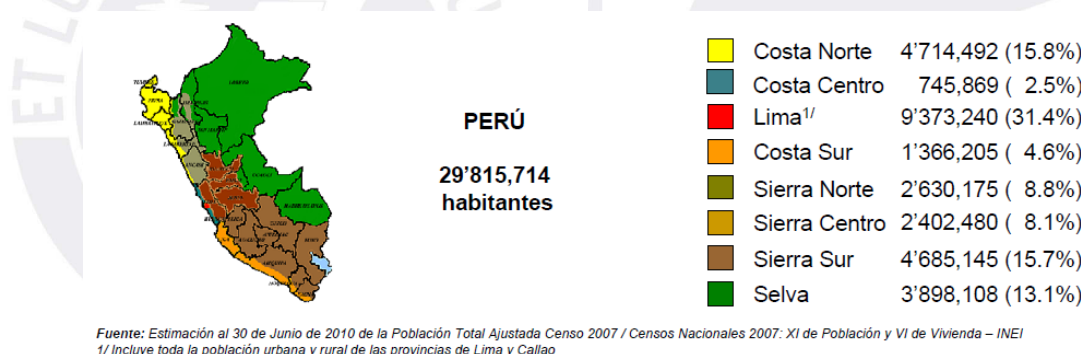 ET L
PERÚ
29'815,714
habitantes
Costa Norte 4'714,492 (15.8%)
Costa Centro 745,869 ( 2.5%)
Lima1/ 9'373,240 (31.4%)
Costa Sur 1'366,205 ( 4.6%)
Sierra Norte 2'630,175 ( 8.8%)
Sierra Centro 2'402,480 ( 8.1%)
Sierra Sur 4'685,145 (15.7%)
Selva 3'898,108 (13.1%)
Fuente: Estimación al 30 de Junio de 2010 de la Población Total Ajustada Censo 2007 / Censos Nacionales 2007: XI de Población y VI de Vivienda – INEI
1/ Incluye toda la población urbana y rural de las provincias de Lima y Callao